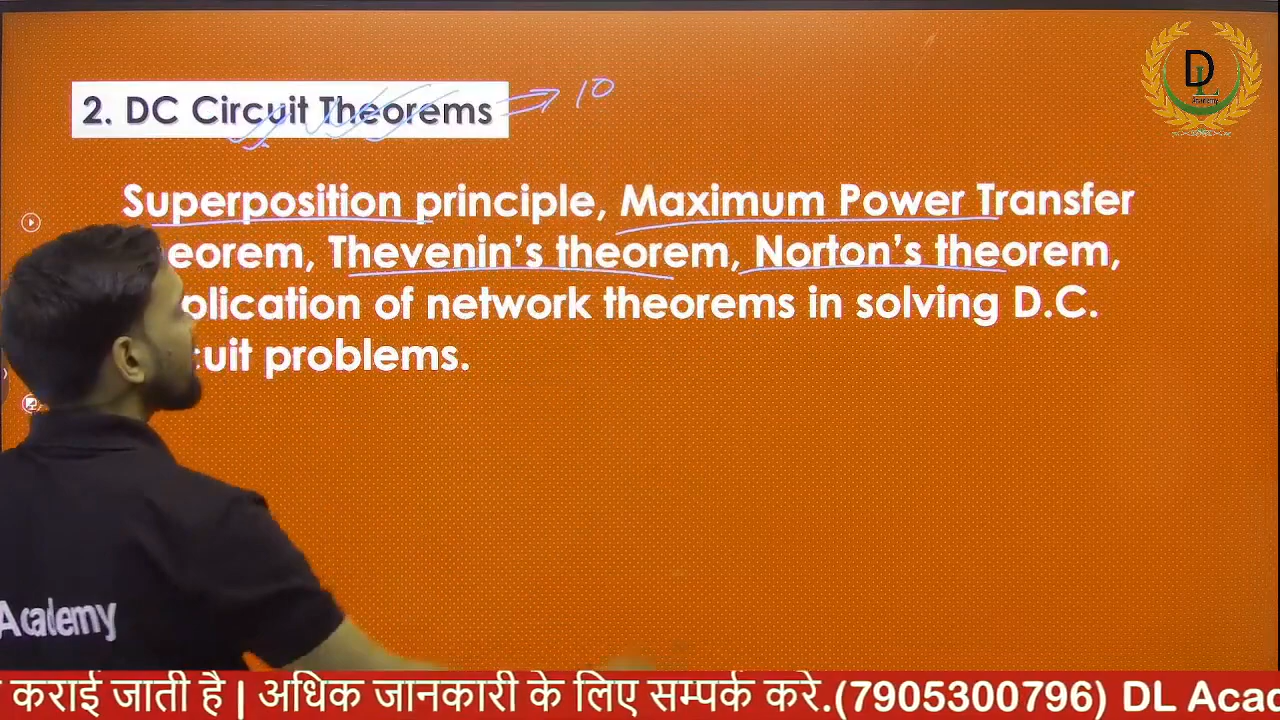 2. DC Circuit Theorems → 10
D
L
Academy
Superposition principle, Maximum Power Transfer
eorem, Thevenin's theorem, Norton's theorem,
plication of network theorems in solving D.C.
cuit problems.
Academy
कराई जाती है | अधिक जानकारी के लिए सम्पर्क करे.(7905300796) DL Acad